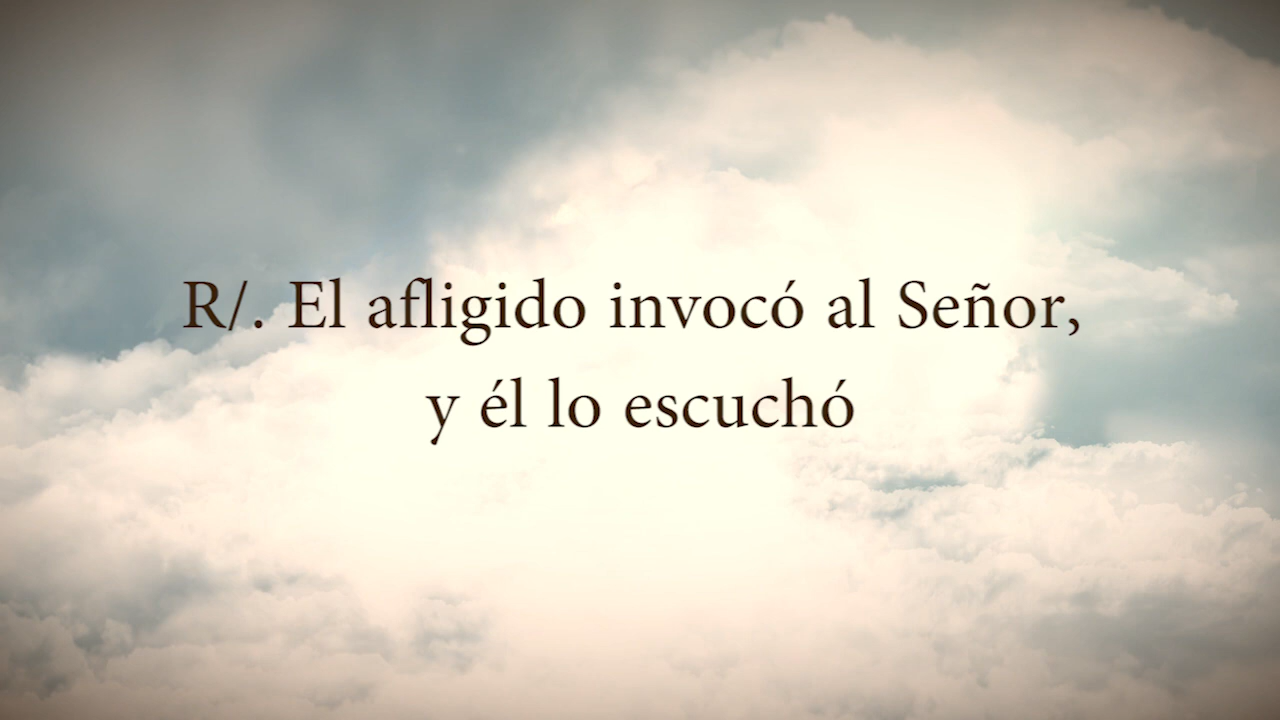 R/. El afligido invocó al Señor,
y él lo escuchó